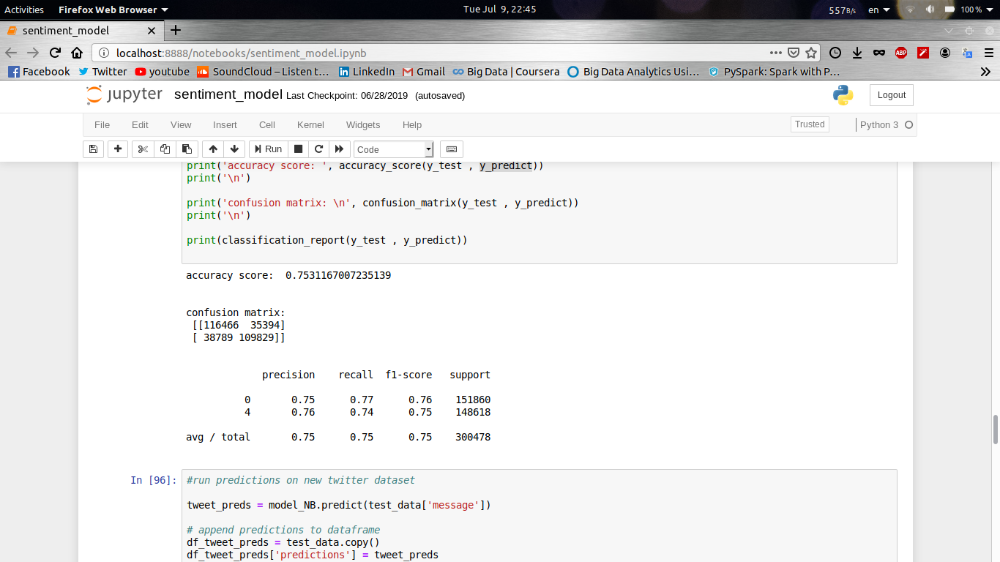 Activities Firefox Web Browser Tue Jul 9, 22:45 557B/s en 100%
sentiment_model
localhost:8888/notebooks/sentiment_model.ipynb ABP
Facebook Twitter youtube SoundCloud – Listen t… LinkedIn Gmail Big Data | Coursera Big Data Analytics Usi… PySpark: Spark with P…
jupyter sentiment_model Last Checkpoint: 06/28/2019 (autosaved) Logout
File Edit View Insert Cell Kernel Widgets Help Trusted Python 3
Run Code
print('accuracy score: ', accuracy_score(y_test , y_predict))
print('\n')
print('confusion matrix: \n', confusion_matrix(y_test , y_predict))
print('\n')
print(classification_report(y_test , y_predict))
accuracy score:  0.7531167007235139
confusion matrix:
[[116466  35394]
[ 38789 109829]]
precision recall f1-score support
0 0.75 0.77 0.76 151860
4 0.76 0.74 0.75 148618
avg / total 0.75 0.75 0.75 300478
In [96]: #run predictions on new twitter dataset
tweet_preds = model_NB.predict(test_data['message'])
# append predictions to dataframe
df_tweet_preds = test_data.copy()
df_tweet_preds['predictions'] = tweet_preds